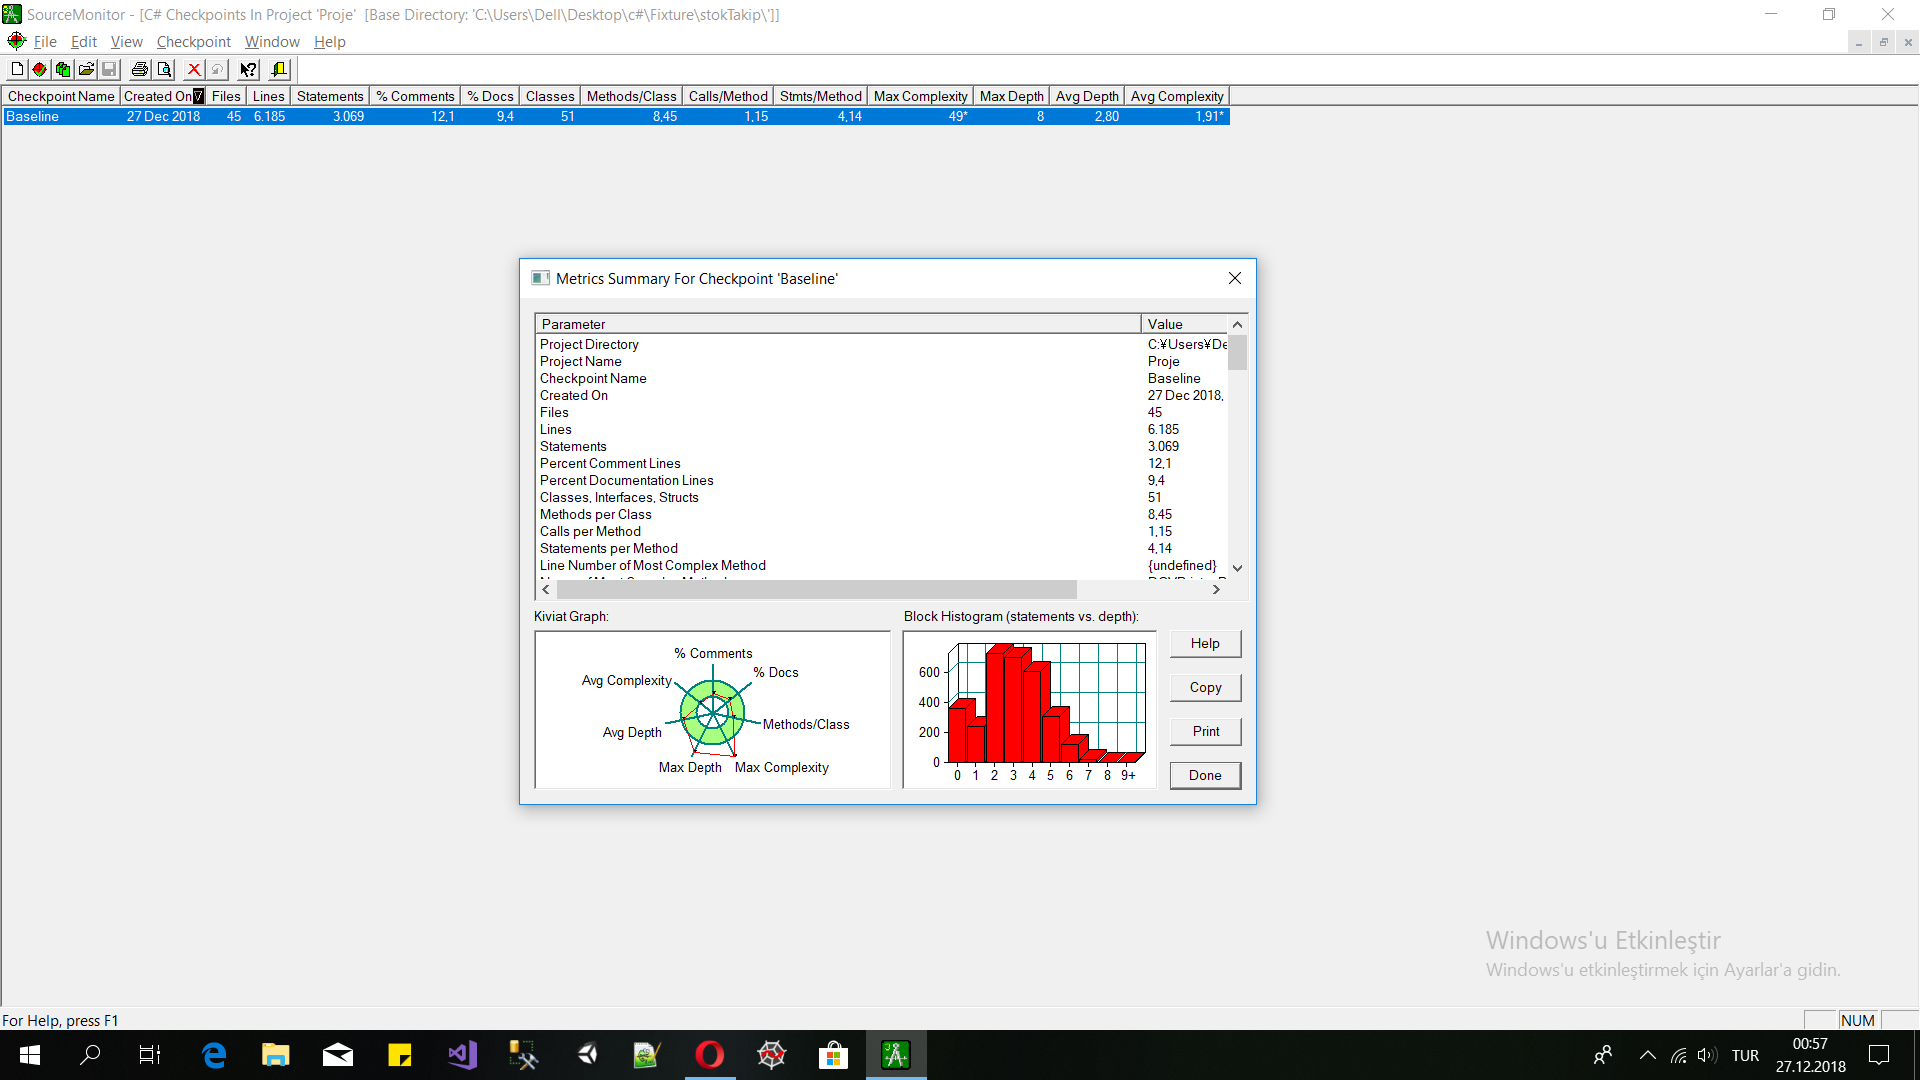 SourceMonitor - [C# Checkpoints In Project 'Proje'  [Base Directory: 'C:\Users\Dell\Desktop\c#\Fixture\stokTakip\']]
File Edit View Checkpoint Window Help
Checkpoint Name Created On Files Lines Statements % Comments % Docs Classes Methods/Class Calls/Method Stmts/Method Max Complexity Max Depth Avg Depth Avg Complexity
Baseline 27 Dec 2018 45 6.185 3.069 12,1 9,4 51 8,45 1,15 4,14 49* 8 2,80 1,91*
Metrics Summary For Checkpoint 'Baseline'
Parameter Value
Project Directory C:¥Users¥De
Project Name Proje
Checkpoint Name Baseline
Created On 27 Dec 2018,
Files 45
Lines 6.185
Statements 3.069
Percent Comment Lines 12,1
Percent Documentation Lines 9,4
Classes, Interfaces, Structs 51
Methods per Class 8,45
Calls per Method 1,15
Statements per Method 4,14
Line Number of Most Complex Method {undefined}
Kiviat Graph:
% Comments
% Docs
Avg Complexity
Methods/Class
Avg Depth
Max Depth Max Complexity
Block Histogram (statements vs. depth):
600
400
200
0
0 1 2 3 4 5 6 7 8 9+
Help
Copy
Print
Done
Windows'u Etkinleştir
Windows'u etkinleştirmek için Ayarlar'a gidin.
For Help, press F1
NUM
TUR
00:57
27.12.2018